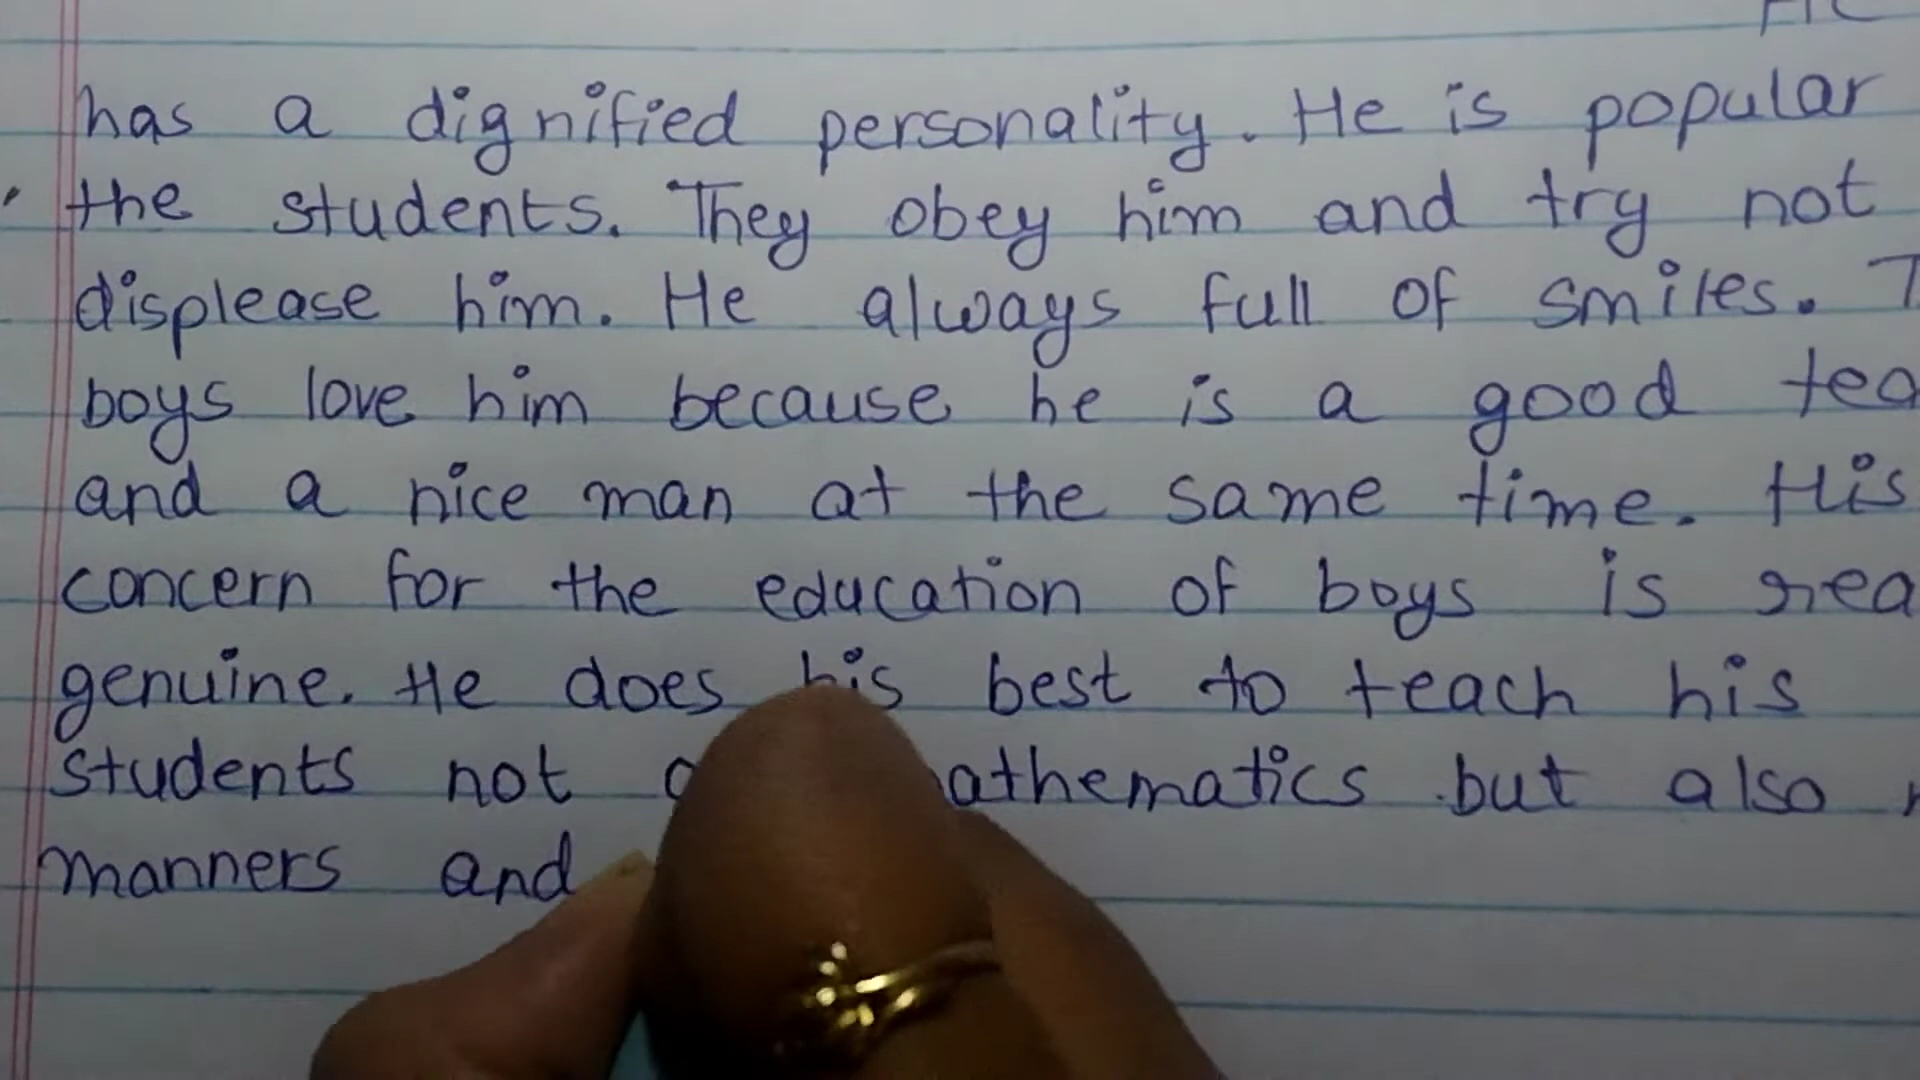 has a dignified personality. He is popular
the students. They obey him and try not
displease him. He always full of smiles.
boys love him because he is a good
and a nice man at the same time. His
concern for the education of boys is
genuine. He does his best to teach his
students not but also
manners and